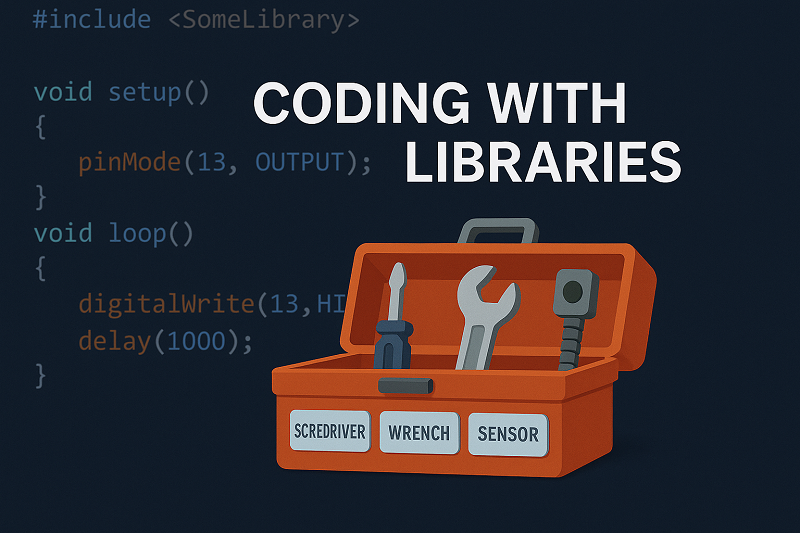 #include <SomeLibrary>
void setup()
{
pinMode(13, OUTPUT);
}
void loop()
{
digitalWrite(13,HI
delay(1000);
}
CODING WITH
LIBRARIES
SCREDRIVER
WRENCH
SENSOR